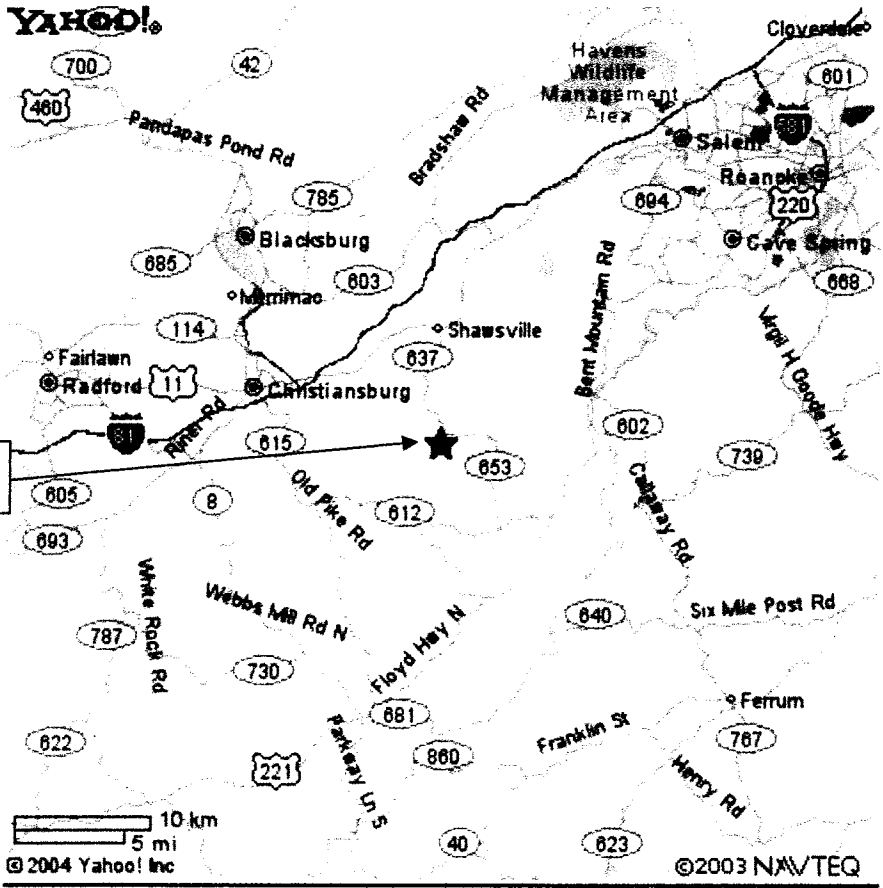 YAHOO!
Cloverdale
700
42
Havens
Wildlife
Management
Area
601
460
Pandapas Pond Rd
Bradshaw Rd
581
Salem
Roanoke
785
694
220
Blacksburg
Cave Spring
685
603
668
Merrimac
Bent Mountain Rd
114
Shawsville
Virgil H Goode Hwy
Fairlawn
637
Radford
11
Christiansburg
Riner Rd
81
615
602
653
739
605
8
Old Pike Rd
612
Callaway Rd
693
White Rock Rd
Webbs Mill Rd N
640
Six Mile Post Rd
787
Floyd Hwy N
730
681
Ferrum
622
Parkway Ln S
860
Franklin St
767
221
Henry Rd
10 km
5 mi
40
623
© 2004 Yahoo! Inc
©2003 NAVTEQ